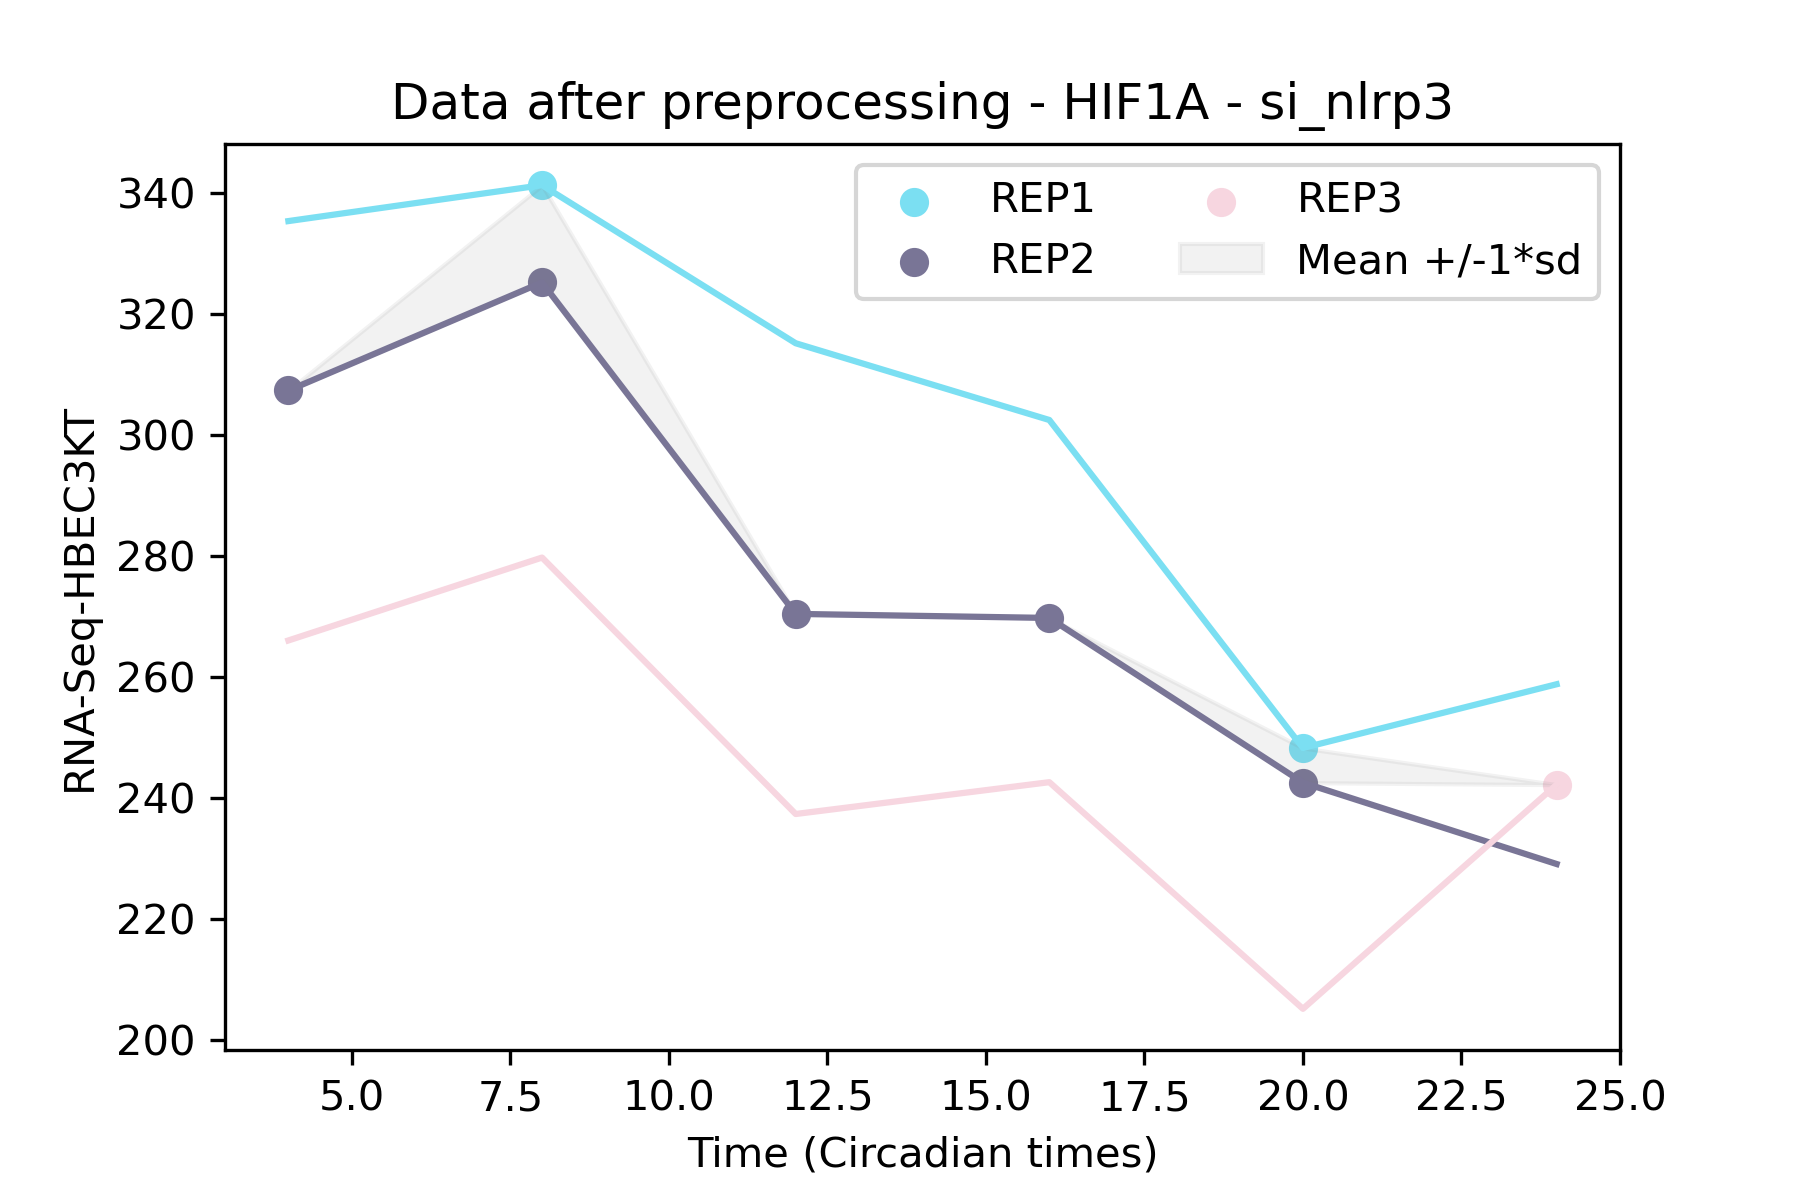 Data after preprocessing - HIF1A - si_nlrp3
REP1
REP2
REP3
Mean +/-1*sd
RNA-Seq-HBEC3KT
340
320
300
280
260
240
220
200
5.0 7.5 10.0 12.5 15.0 17.5 20.0 22.5 25.0
Time (Circadian times)